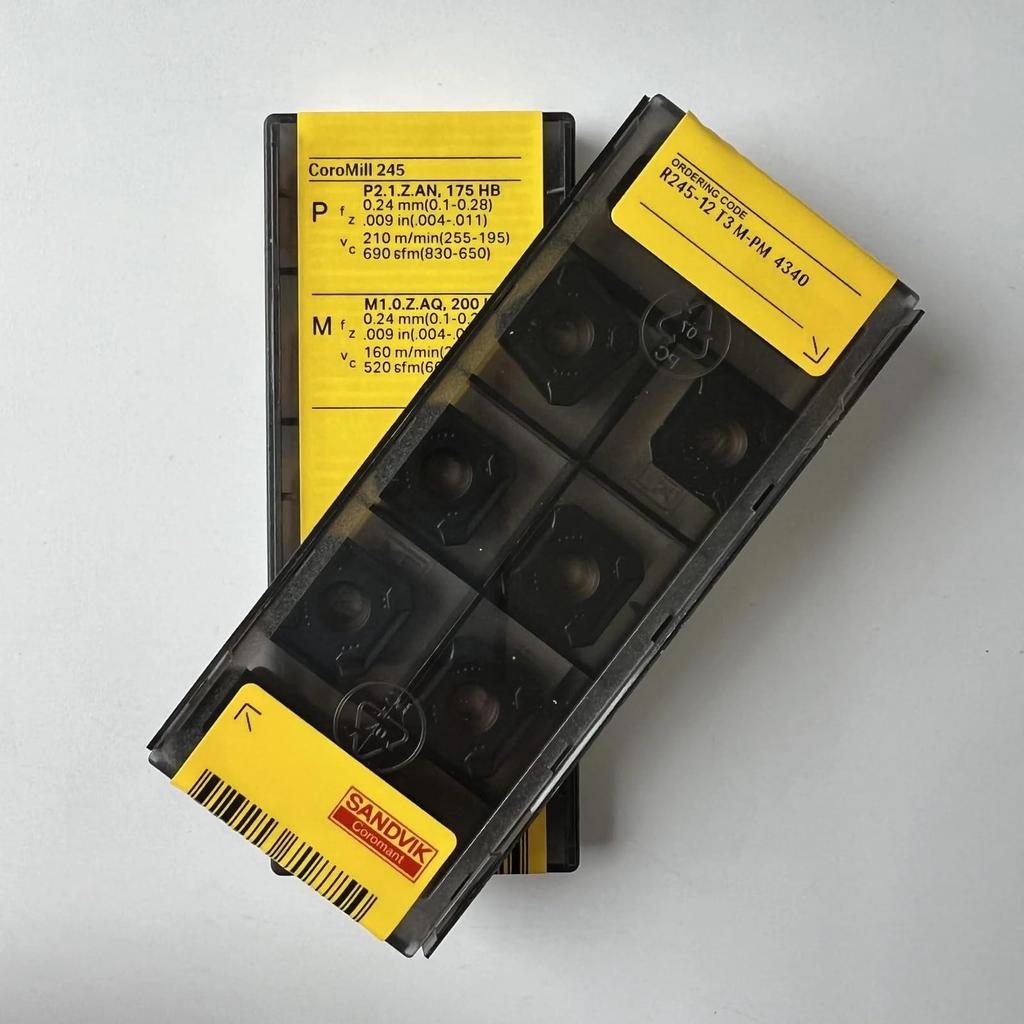 CoroMill 245
P2.1.Z.AN, 175 HB
P fz 0.24 mm(0.1-0.28)
.009 in(.004-.011)
vc 210 m/min(255-195)
690 sfm(830-650)
M1.0.Z.AQ, 200
M fz 0.24 mm(0.1-0.2
.009 in(.004-.0
vc 160 m/min(2
520 sfm(6
ORDERING CODE
R245-12 T3 M-PM 4340
07
PC
SANDVIK
Coromant